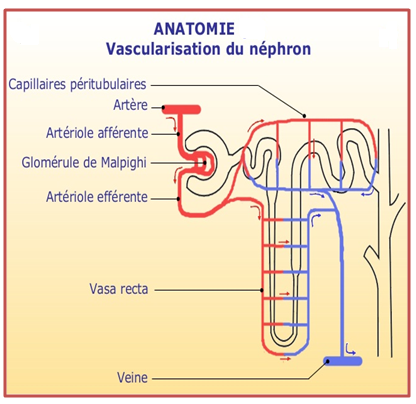 ANATOMIE
Vascularisation du néphron
Capillaires péritubulaires
Artère
Artériole afférente
Glomérule de Malpighi
Artériole efférente
Vasa recta
Veine